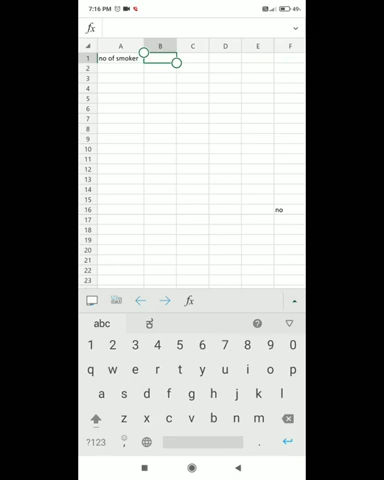 7:16 PM
49%
fx
A B C D E F
1 no of smoker
2
3
4
5
6
7
8
9
10
11
12
13
14
15
16 no
17
18
19
20
21
22
23
fx
abc ಕ
1 2 3 4 5 6 7 8 9 0
q w e r t y u i o p
a s d f g h j k l
z x c v b n m
?123 , .